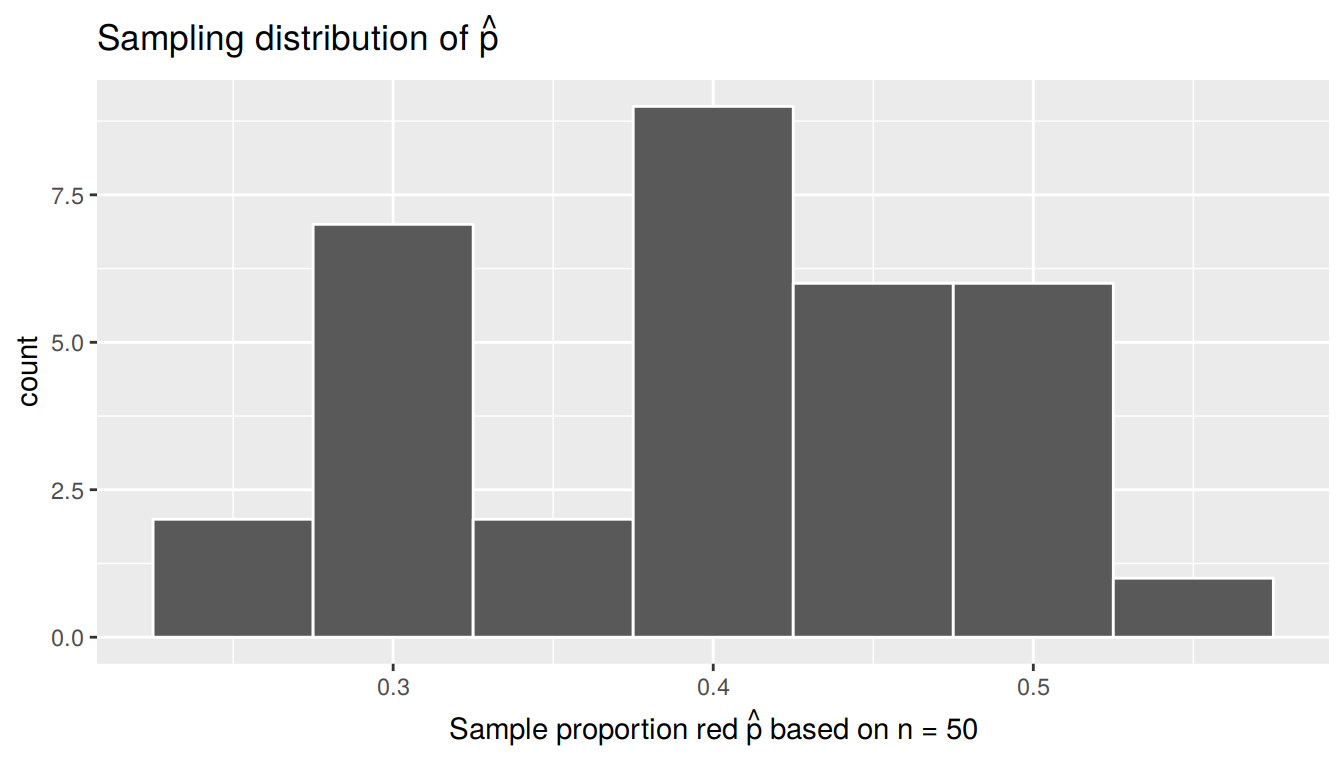 Sampling distribution of p̂
count
7.5
5.0
2.5
0.0
0.3 0.4 0.5
Sample proportion red p̂ based on n = 50